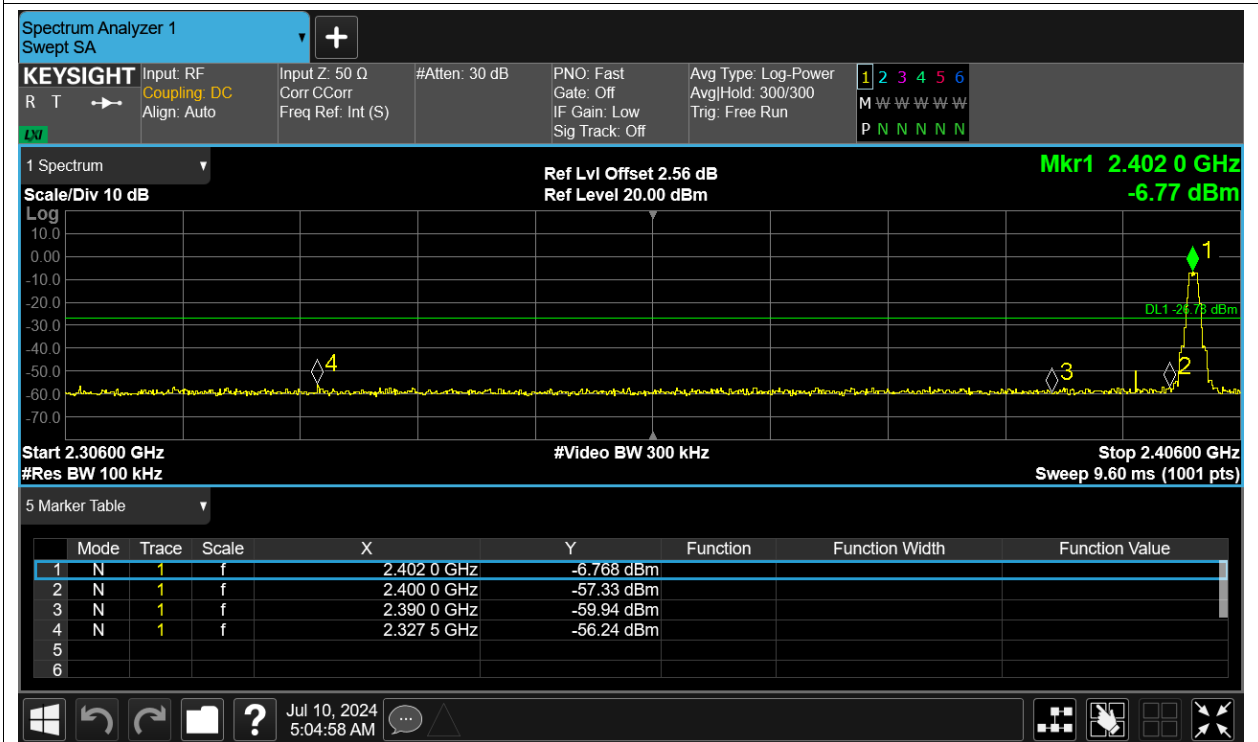 Spectrum Analyzer 1
Swept SA
KEYSIGHT
R T
LXI
Input: RF
Coupling: DC
Align: Auto
Input Z: 50 Ω
Corr CCorr
Freq Ref: Int (S)
#Atten: 30 dB
PNO: Fast
Gate: Off
IF Gain: Low
Sig Track: Off
Avg Type: Log-Power
Avg|Hold: 300/300
Trig: Free Run
1 2 3 4 5 6
M W W W W W
P N N N N N
1 Spectrum
Scale/Div 10 dB
Ref Lvl Offset 2.56 dB
Ref Level 20.00 dBm
Mkr1 2.402 0 GHz
-6.77 dBm
Log
10.0
0.00
-10.0
-20.0
-30.0
-40.0
-50.0
-60.0
-70.0
1
DL1 -26.78 dBm
4
3
2
Start 2.30600 GHz
#Video BW 300 kHz
Stop 2.40600 GHz
#Res BW 100 kHz
Sweep 9.60 ms (1001 pts)
5 Marker Table
Mode Trace Scale X Y Function Function Width Function Value
1 N 1 f 2.402 0 GHz -6.768 dBm
2 N 1 f 2.400 0 GHz -57.33 dBm
3 N 1 f 2.390 0 GHz -59.94 dBm
4 N 1 f 2.327 5 GHz -56.24 dBm
5
6
?
Jul 10, 2024
5:04:58 AM